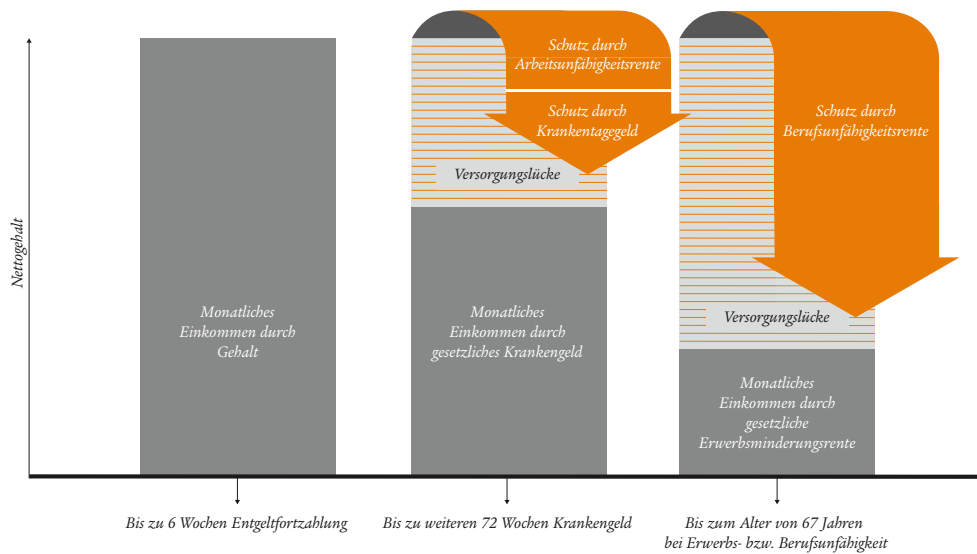 Nettogehalt
Monatliches
Einkommen durch
Gehalt
Bis zu 6 Wochen Entgeltfortzahlung
Schutz durch
Arbeitsunfähigkeitsrente
Schutz durch
Krankentagegeld
Versorgungslücke
Monatliches
Einkommen durch
gesetzliches Krankengeld
Bis zu weiteren 72 Wochen Krankengeld
Schutz durch
Berufsunfähigkeitsrente
Versorgungslücke
Monatliches
Einkommen durch
gesetzliche
Erwerbsminderungsrente
Bis zum Alter von 67 Jahren
bei Erwerbs- bzw. Berufsunfähigkeit